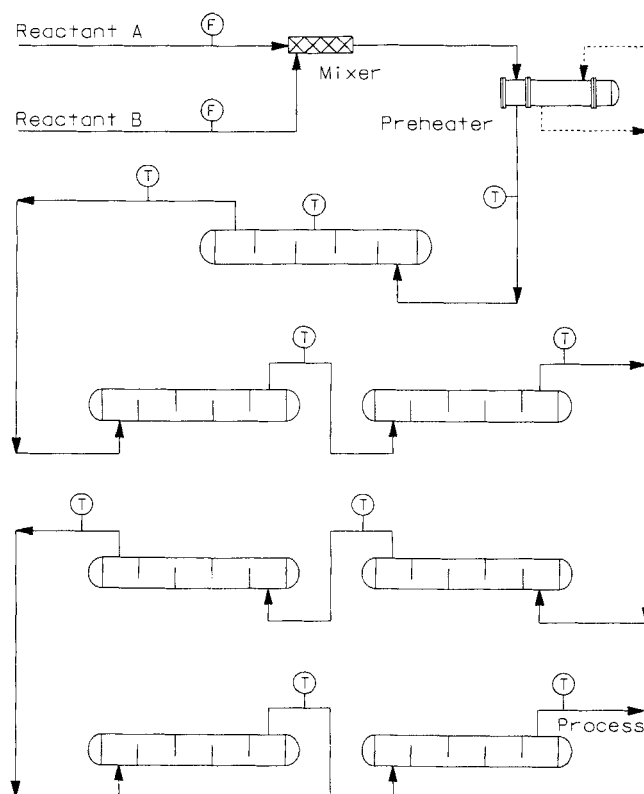 Reactant A
F
Mixer
Reactant B
F
Preheater
T
T
T
T
T
T
T
T
T
Process